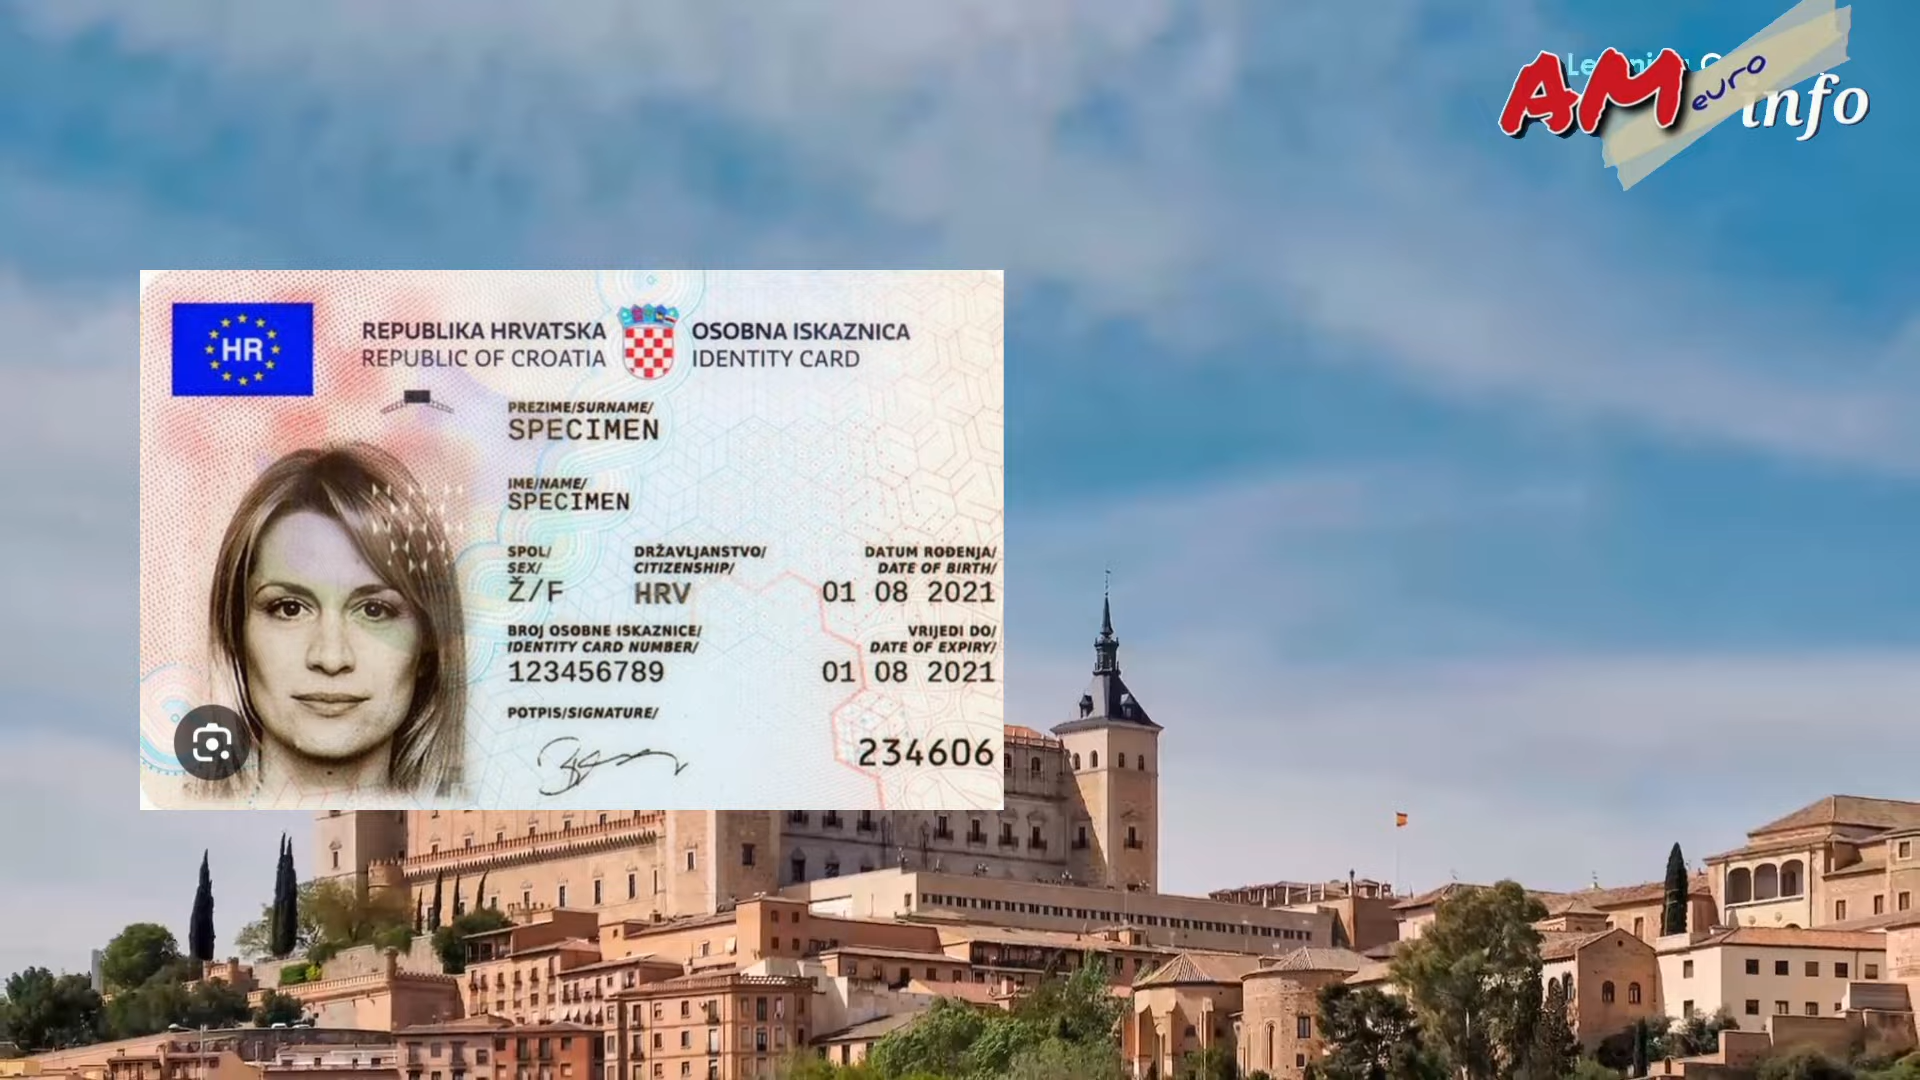 AM euro info
HR
REPUBLIKA HRVATSKA OSOBNA ISKAZNICA
REPUBLIC OF CROATIA IDENTITY CARD
PREZIME/SURNAME/
SPECIMEN
IME/NAME/
SPECIMEN
SPOL/ DRŽAVLJANSTVO/ DATUM ROĐENJA/
SEX/ CITIZENSHIP/ DATE OF BIRTH/
Ž/F HRV 01 08 2021
BROJ OSOBNE ISKAZNICE/ VRIJEDI DO/
IDENTITY CARD NUMBER/ DATE OF EXPIRY/
123456789 01 08 2021
POTPIS/SIGNATURE/
234606